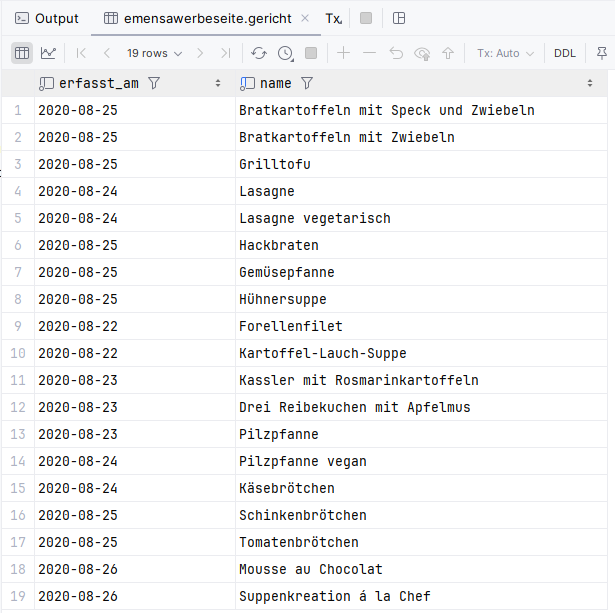 Output emensawerbeseite.gericht Tx
19 rows Tx: Auto DDL
erfasst_am name
1 2020-08-25 Bratkartoffeln mit Speck und Zwiebeln
2 2020-08-25 Bratkartoffeln mit Zwiebeln
3 2020-08-25 Grilltofu
4 2020-08-24 Lasagne
5 2020-08-24 Lasagne vegetarisch
6 2020-08-25 Hackbraten
7 2020-08-25 Gemüsepfanne
8 2020-08-25 Hühnersuppe
9 2020-08-22 Forellenfilet
10 2020-08-22 Kartoffel-Lauch-Suppe
11 2020-08-23 Kassler mit Rosmarinkartoffeln
12 2020-08-23 Drei Reibekuchen mit Apfelmus
13 2020-08-23 Pilzpfanne
14 2020-08-24 Pilzpfanne vegan
15 2020-08-24 Käsebrötchen
16 2020-08-25 Schinkenbrötchen
17 2020-08-25 Tomatenbrötchen
18 2020-08-26 Mousse au Chocolat
19 2020-08-26 Suppenkreation á la Chef